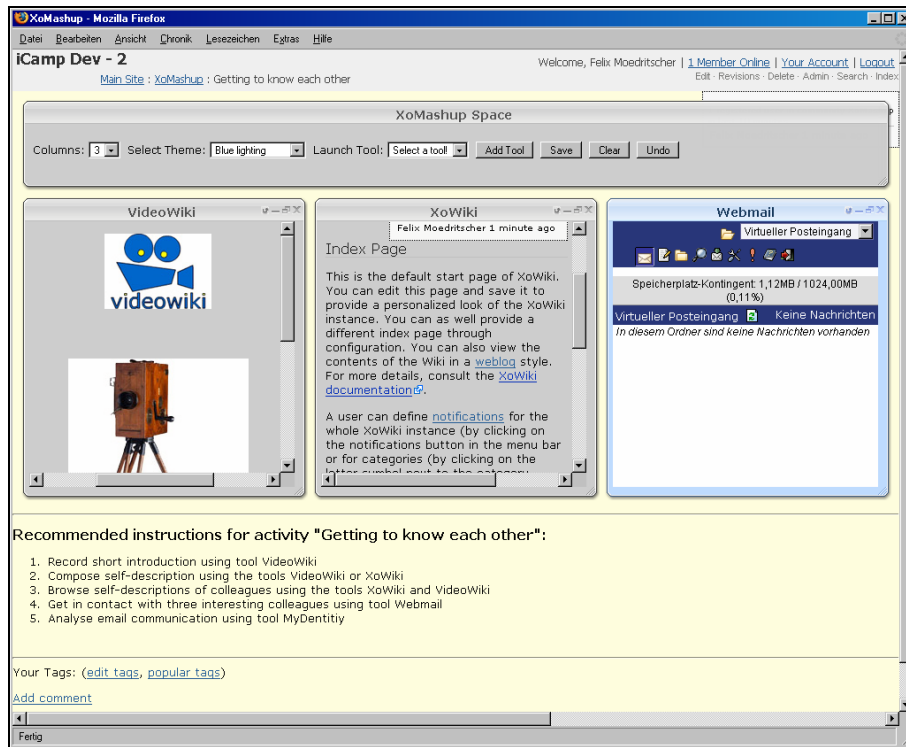 XoMashup - Mozilla Firefox
Datei Bearbeiten Ansicht Chronik Lesezeichen Extras Hilfe
iCamp Dev - 2
Welcome, Felix Moedritscher | 1 Member Online | Your Account | Logout
Main Site : XoMashup : Getting to know each other
Edit · Revisions · Delete · Admin · Search · Index
XoMashup Space
Columns: 3 Select Theme: Blue lighting Launch Tool: Select a tool! Add Tool Save Clear Undo
VideoWiki
videowiki
XoWiki
Felix Moedritscher 1 minute ago
Index Page
This is the default start page of XoWiki.
You can edit this page and save it to
provide a personalized look of the XoWiki
instance. You can as well provide a
different index page through
configuration. You can also view the
contents of the Wiki in a weblog style.
For more details, consult the XoWiki
documentation.
A user can define notifications for the
whole XoWiki instance (by clicking on
the notifications button in the menu bar
or for categories (by clicking on the
letter symbol next to the category
Webmail
Virtueller Posteingang
Speicherplatz-Kontingent: 1,12MB / 1024,00MB
(0,11%)
Virtueller Posteingang Keine Nachrichten
In diesem Ordner sind keine Nachrichten vorhanden
Recommended instructions for activity "Getting to know each other":
1. Record short introduction using tool VideoWiki
2. Compose self-description using the tools VideoWiki or XoWiki
3. Browse self-descriptions of colleagues using the tools XoWiki and VideoWiki
4. Get in contact with three interesting colleagues using tool Webmail
5. Analyse email communication using tool MyDentitiy
Your Tags: (edit tags, popular tags)
Add comment
Fertig